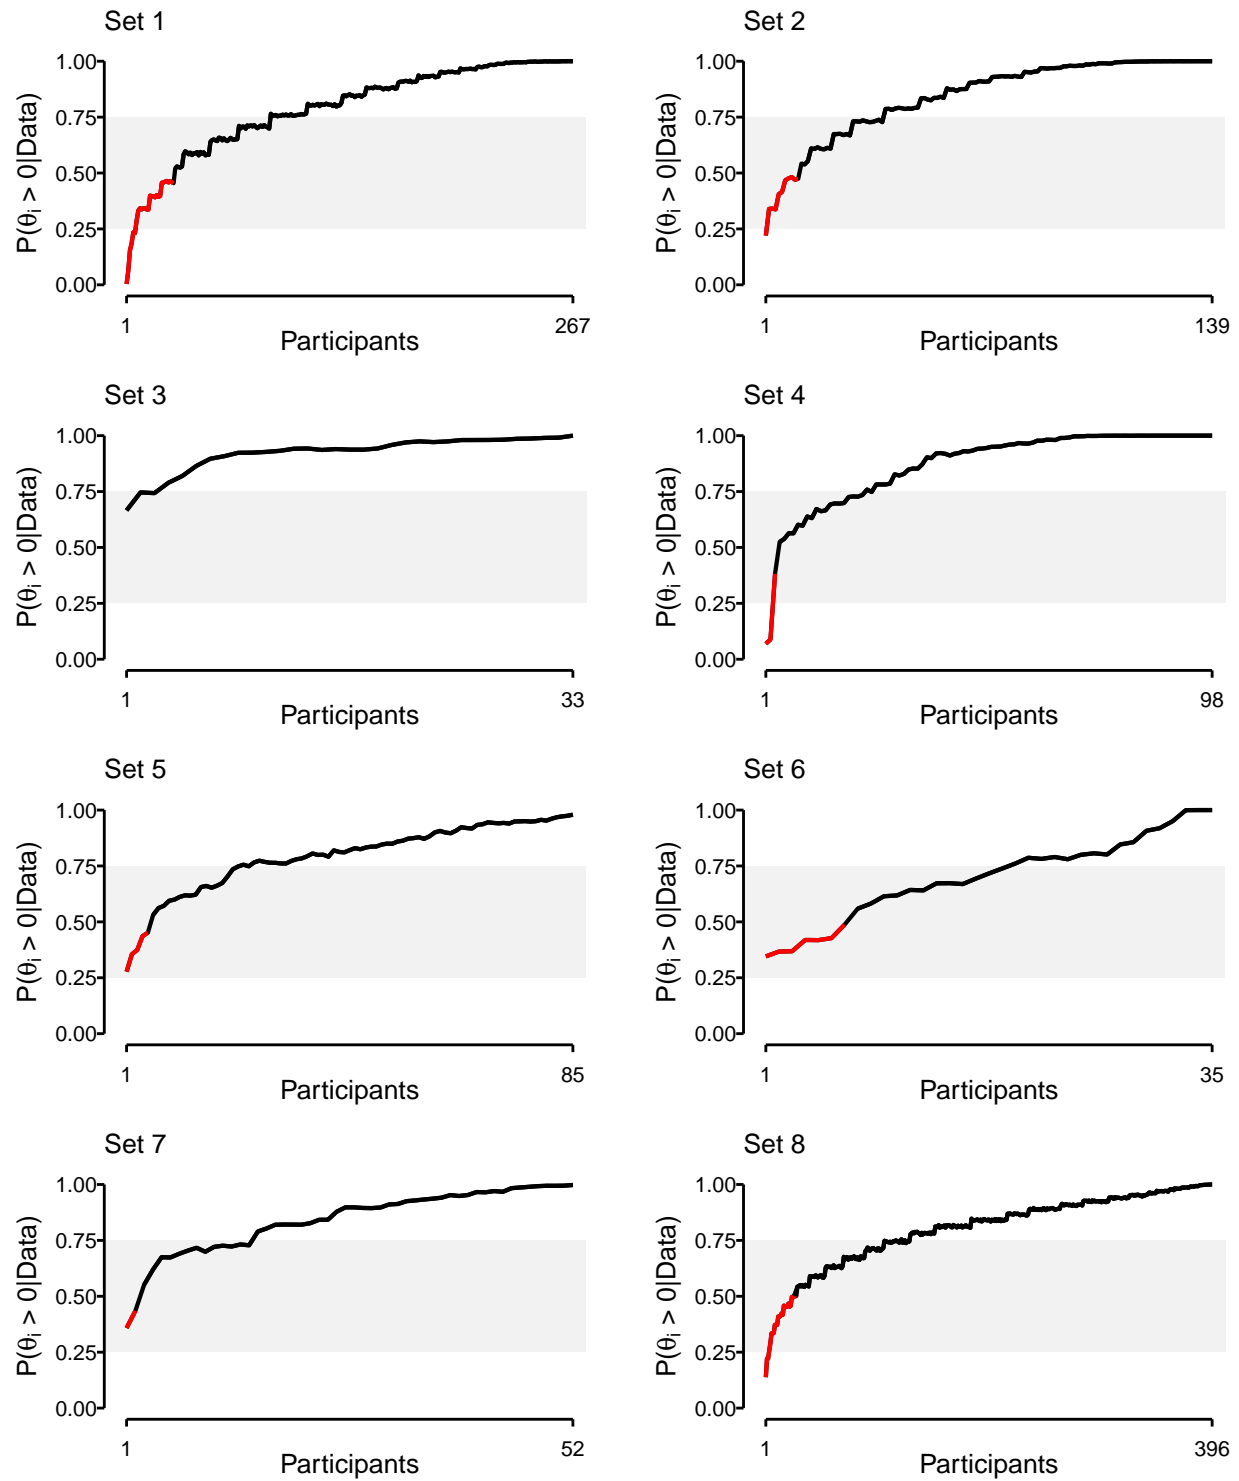 Set 1
1.00
0.75
0.50
0.25
0.00
P(θi > 0|Data)
1
267
Participants
Set 2
1.00
0.75
0.50
0.25
0.00
P(θi > 0|Data)
1
139
Participants
Set 3
1.00
0.75
0.50
0.25
0.00
P(θi > 0|Data)
1
33
Participants
Set 4
1.00
0.75
0.50
0.25
0.00
P(θi > 0|Data)
1
98
Participants
Set 5
1.00
0.75
0.50
0.25
0.00
P(θi > 0|Data)
1
85
Participants
Set 6
1.00
0.75
0.50
0.25
0.00
P(θi > 0|Data)
1
35
Participants
Set 7
1.00
0.75
0.50
0.25
0.00
P(θi > 0|Data)
1
52
Participants
Set 8
1.00
0.75
0.50
0.25
0.00
P(θi > 0|Data)
1
396
Participants